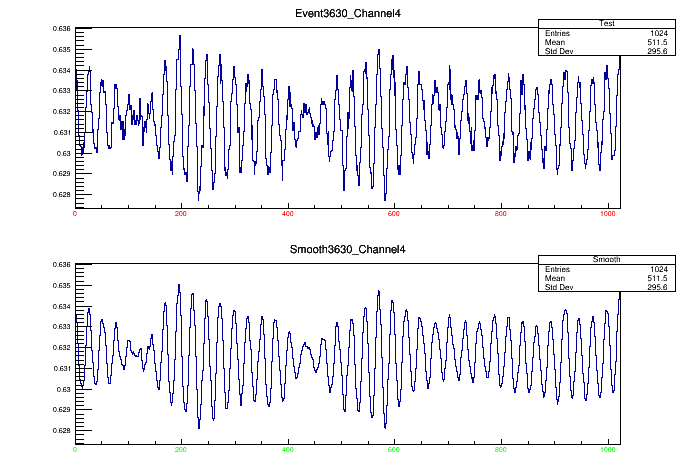 Event3630_Channel4
Test
Entries 1024
Mean 511.5
Std Dev 295.6
0.636
0.635
0.634
0.633
0.632
0.631
0.63
0.629
0.628
0 200 400 600 800 1000
Smooth3630_Channel4
Smooth
Entries 1024
Mean 511.5
Std Dev 295.6
0.636
0.635
0.634
0.633
0.632
0.631
0.63
0.629
0.628
0 200 400 600 800 1000